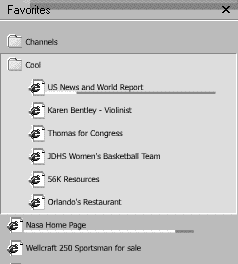 Favorites
Channels
Cool
US News and World Report
Karen Bentley - Violinist
Thomas for Congress
JDHS Women's Basketball Team
56K Resources
Orlando's Restaurant
Nasa Home Page
Wellcraft 250 Sportsman for sale